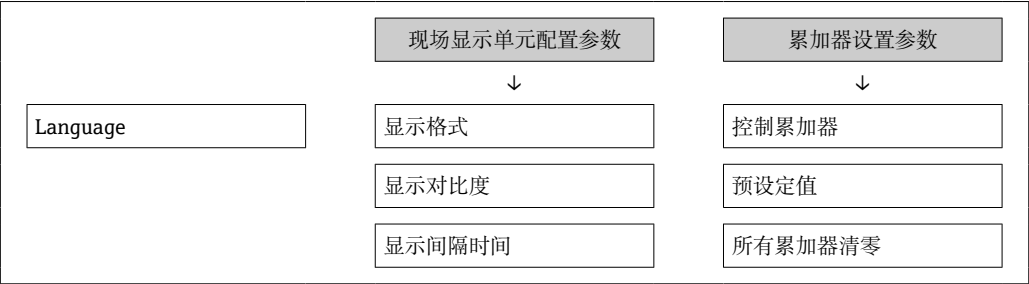 现场显示单元配置参数
累加器设置参数
↓
↓
Language
显示格式
控制累加器
显示对比度
预设定值
显示间隔时间
所有累加器清零